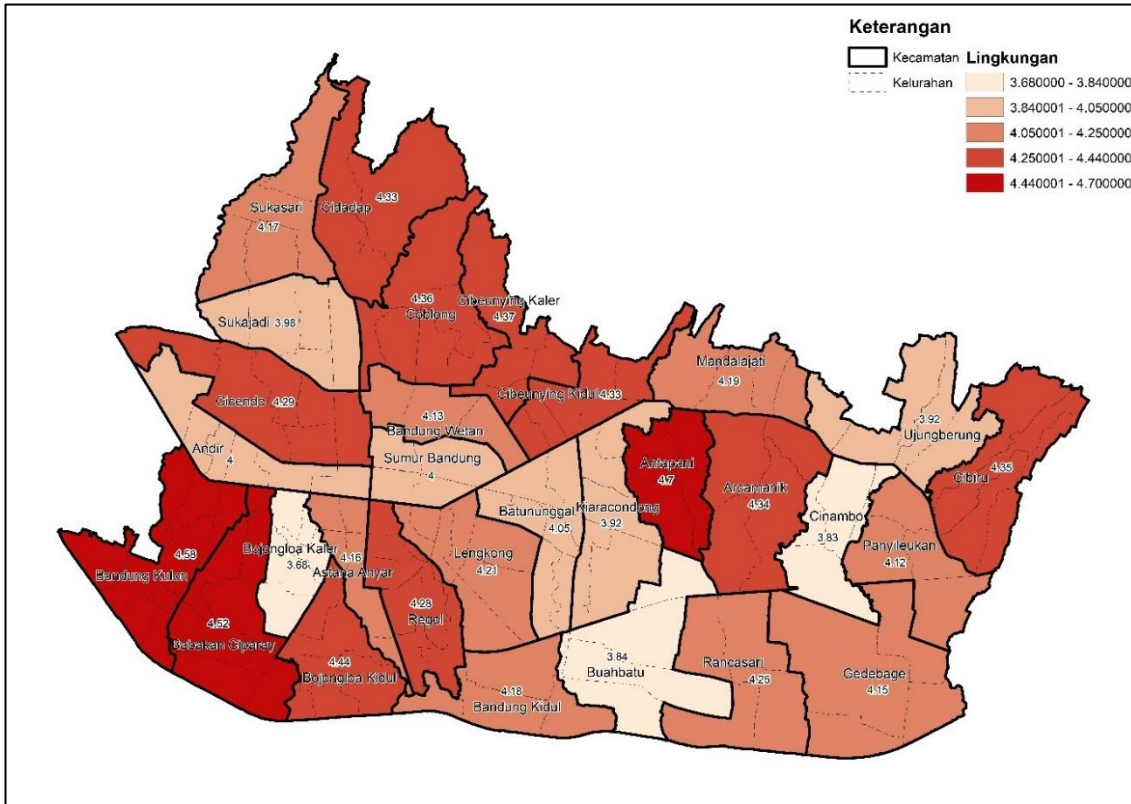 Keterangan
Kecamatan
Kelurahan
Lingkungan
3.680000 - 3.840000
3.840001 - 4.050000
4.050001 - 4.250000
4.250001 - 4.440000
4.440001 - 4.700000
Sukasari
4.17
Cidadap
4.33
4.36
Coblong
Cibeunying Kaler
4.37
Sukajadi 3.98
Cicendo 4.29
Cibeunying Kidul
4.33
Mandalajati
4.19
3.92
Ujungberung
4.13
Bandung Wetan
Andir 4
Sumur Bandung
4
Antapani
4.7
Arcamanik
4.34
Cibiru
4.35
Batununggal
4.05
Kiaracondong
3.92
Cinambo
3.83
Panyileukan
4.12
Bojongloa Kaler
3.68
4.16
Astana Anyar
Lengkong
4.21
4.58
Bandung Kulon
4.28
Regol
4.52
Babakan Ciparay
4.44
Bojongloa Kidul
3.84
Buahbatu
Rancasari
4.25
Gedebage
4.15
4.18
Bandung Kidul